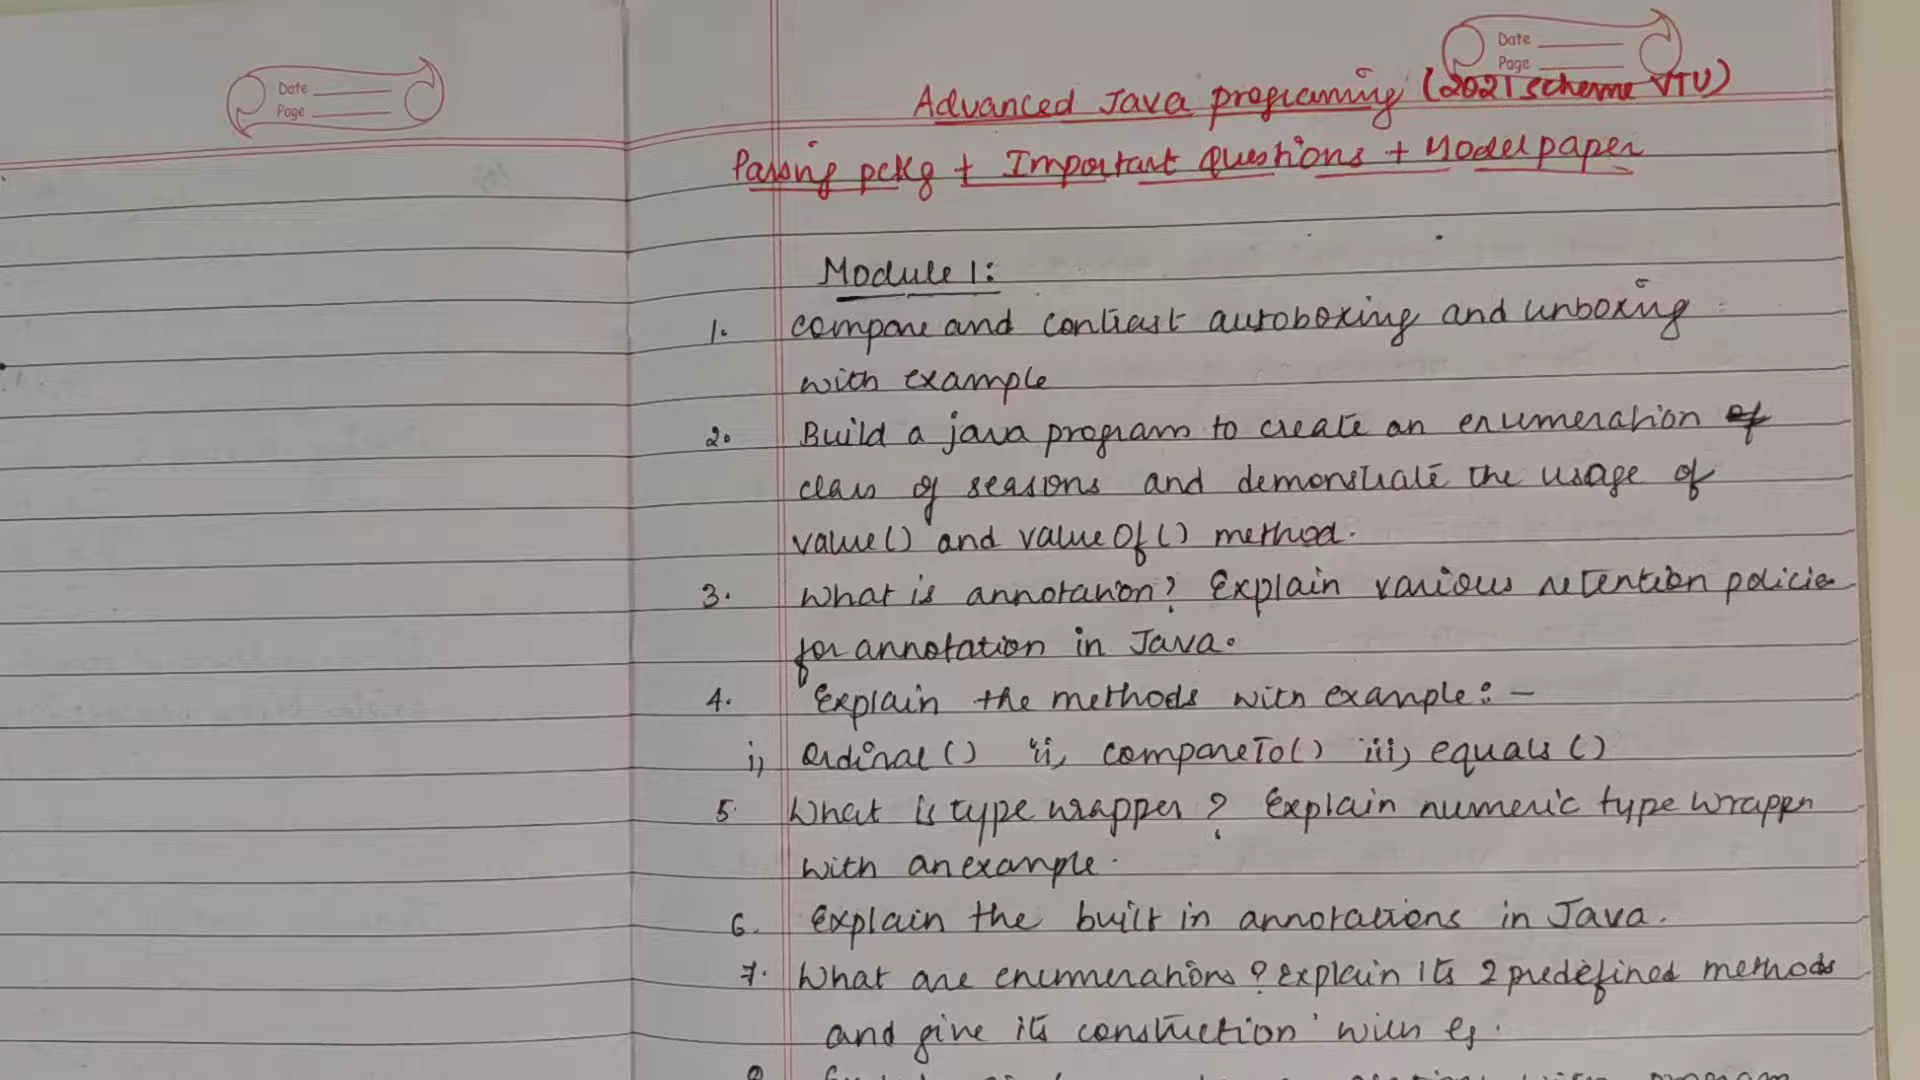 Date
Page
Date
Page
Advanced Java programing (2021 scheme VTU)
Passing pckg + Important Questions + Model paper
Module 1:
1. compare and contrast autoboxing and unboxing
with example
2. Build a java program to create an enumeration of
class of seasons and demonstrate the usage of
value() and valueOf() method.
3. What is annotation? Explain various retention policies
for annotation in Java.
4. Explain the methods with example: -
i) ordinal() ii, compareTo() iii) equals()
5. What is type wrapper? Explain numeric type wrapper
with an example.
6. Explain the built in annotations in Java.
7. What are enumerations? Explain its 2 predefined methods
and give its construction with eg.